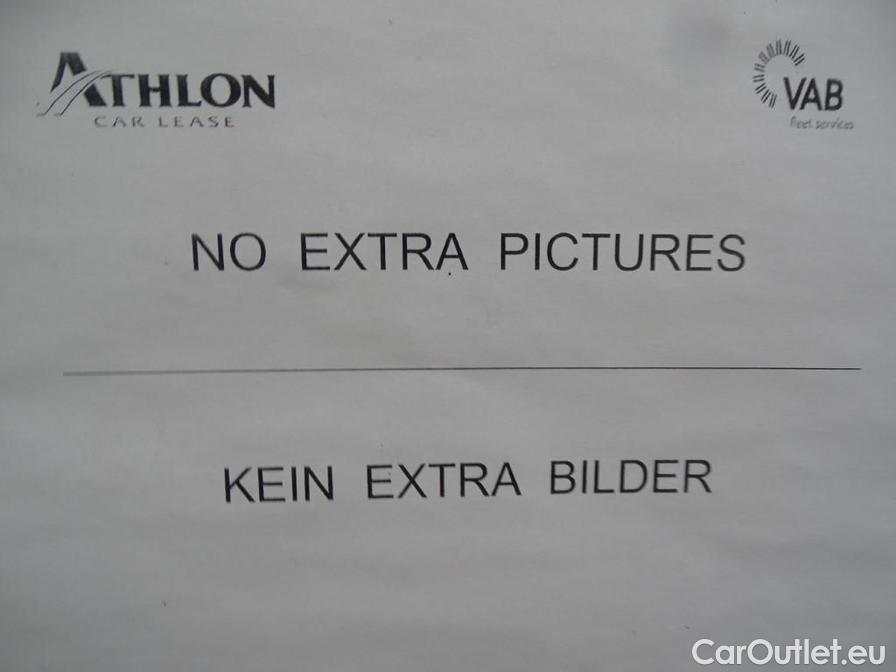 ATHLON
CAR LEASE
VAB
fleet services
NO EXTRA PICTURES
KEIN EXTRA BILDER
CarOutlet.eu